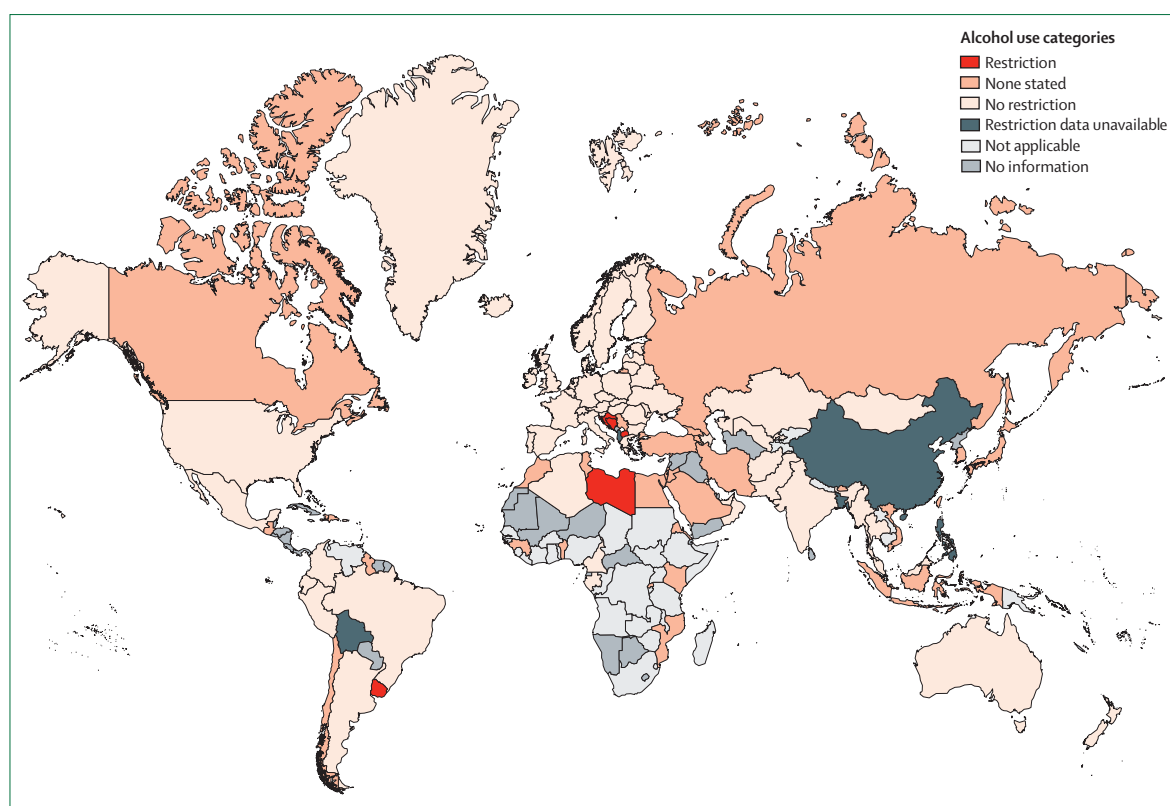 Alcohol use categories
Restriction
None stated
No restriction
Restriction data unavailable
Not applicable
No information